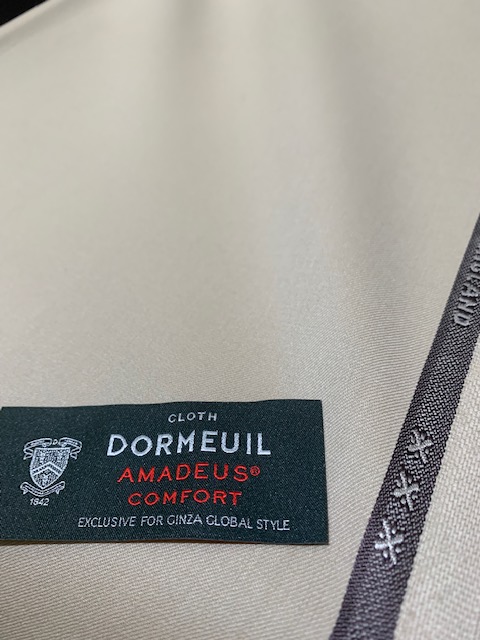 CLOTH
DORMEUIL
AMADEUS®
COMFORT
1842
EXCLUSIVE FOR GINZA GLOBAL STYLE